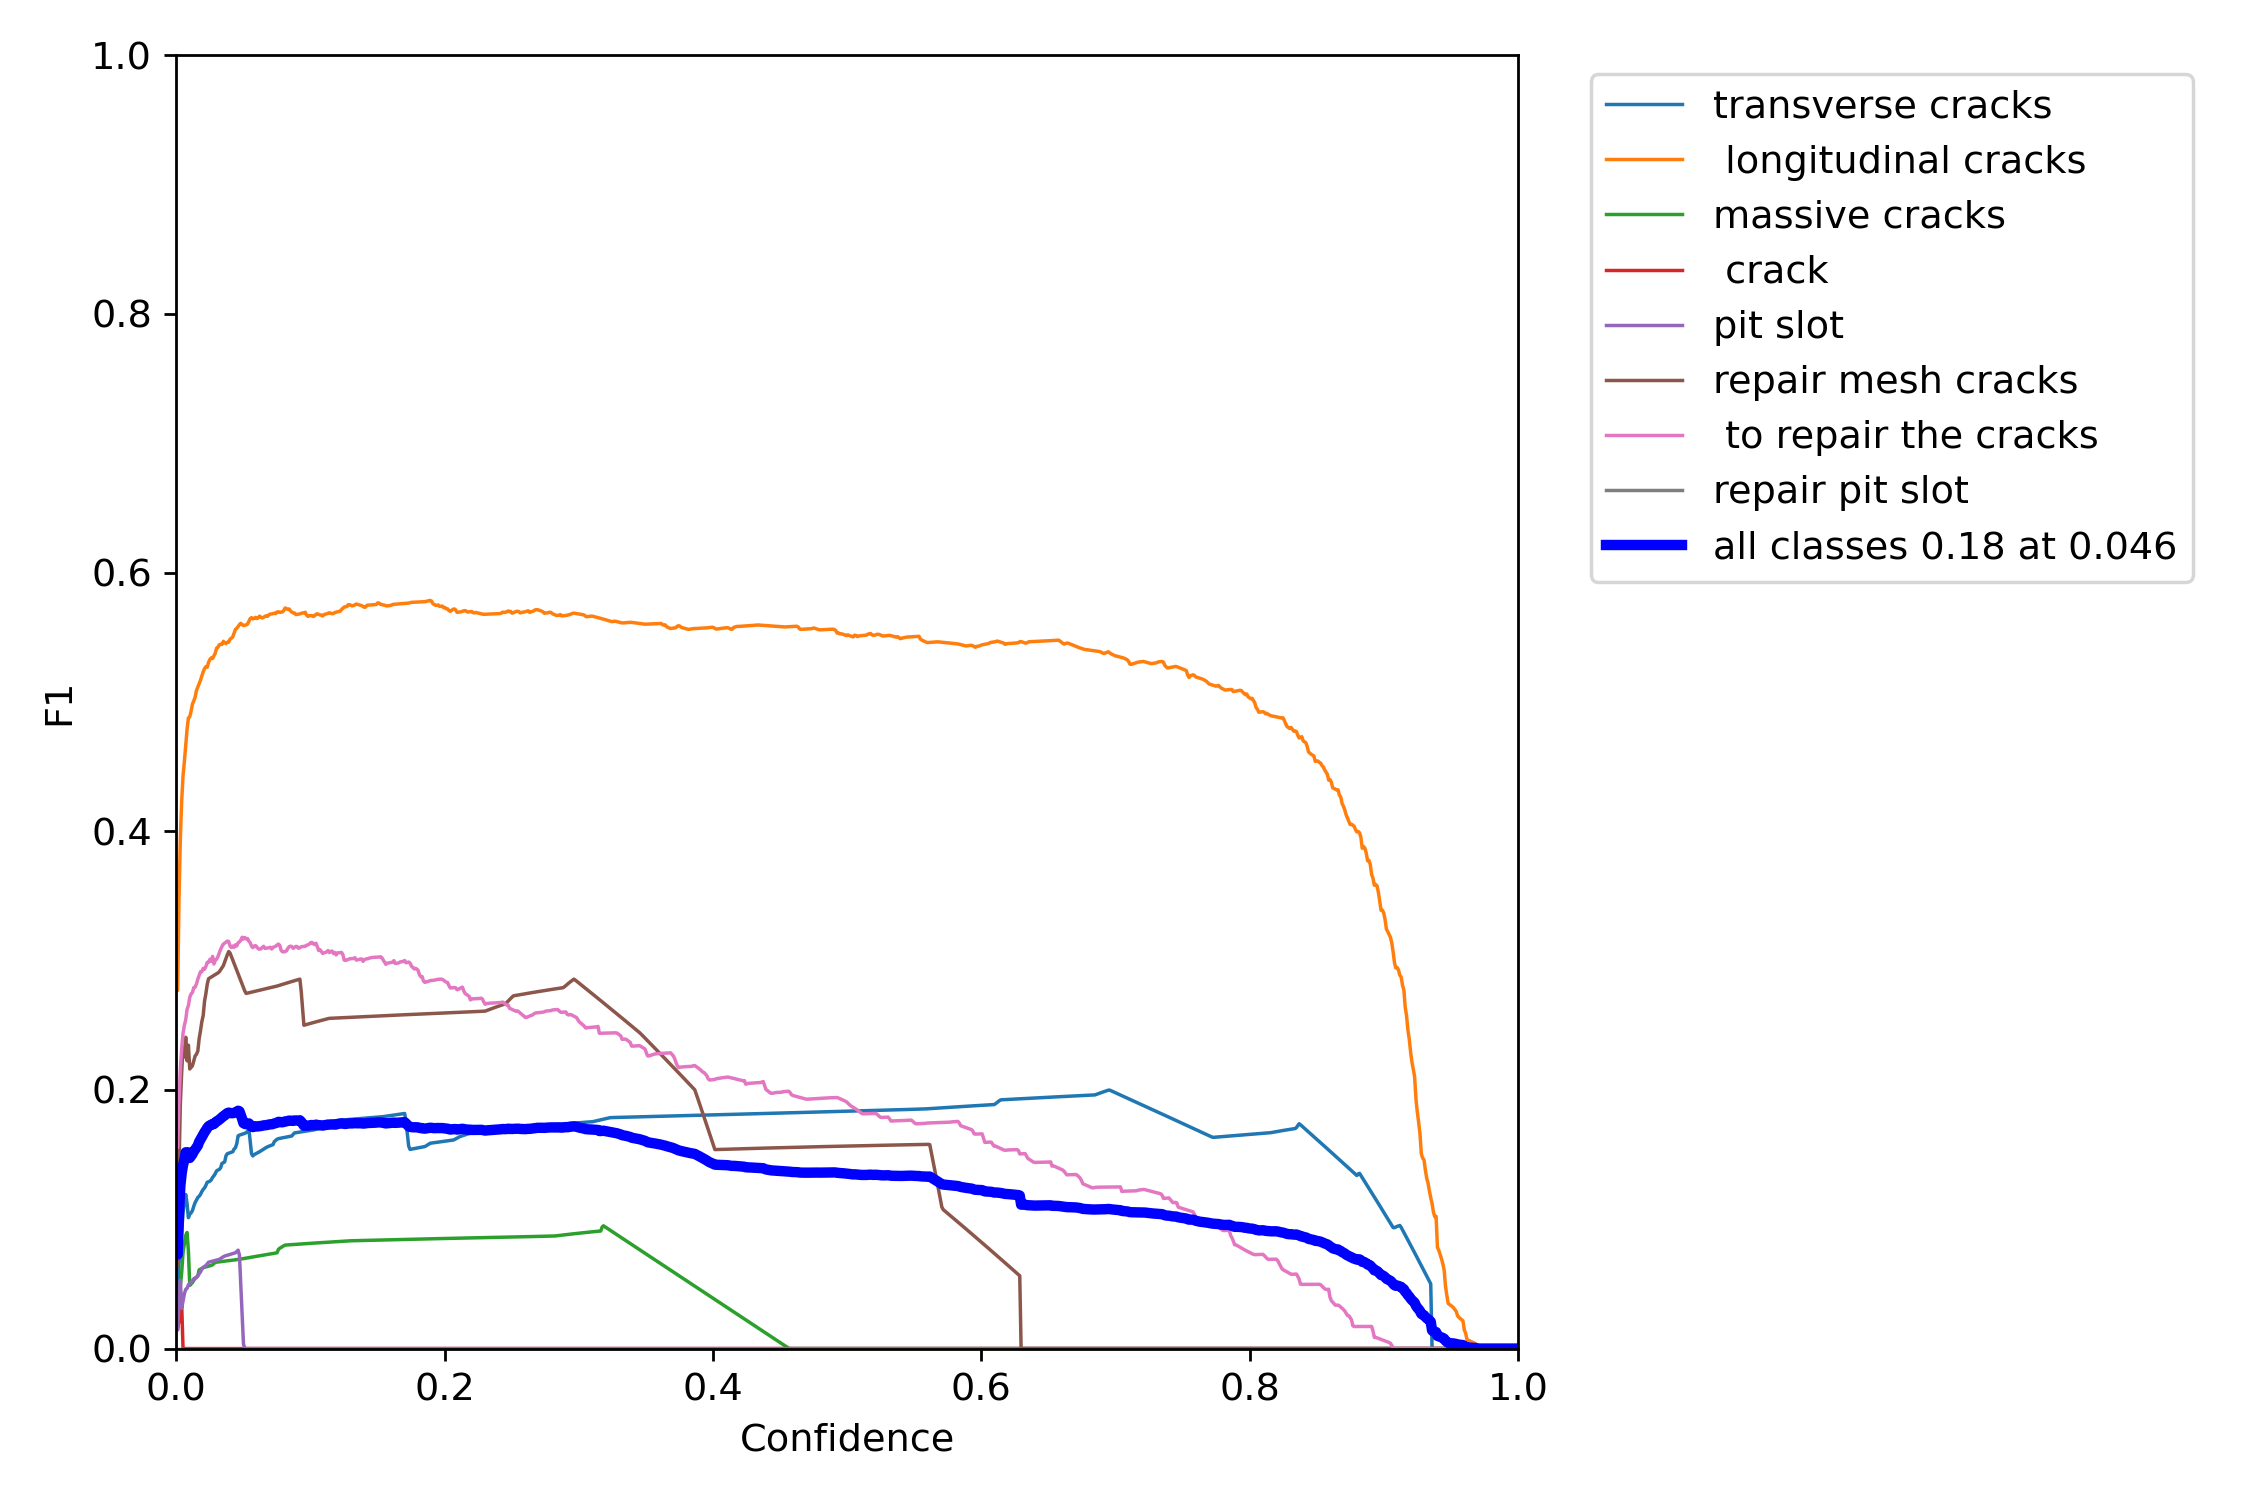 1.0
0.8
0.6
0.4
0.2
0.0
F1
0.0 0.2 0.4 0.6 0.8 1.0
Confidence
transverse cracks
longitudinal cracks
massive cracks
crack
pit slot
repair mesh cracks
to repair the cracks
repair pit slot
all classes 0.18 at 0.046